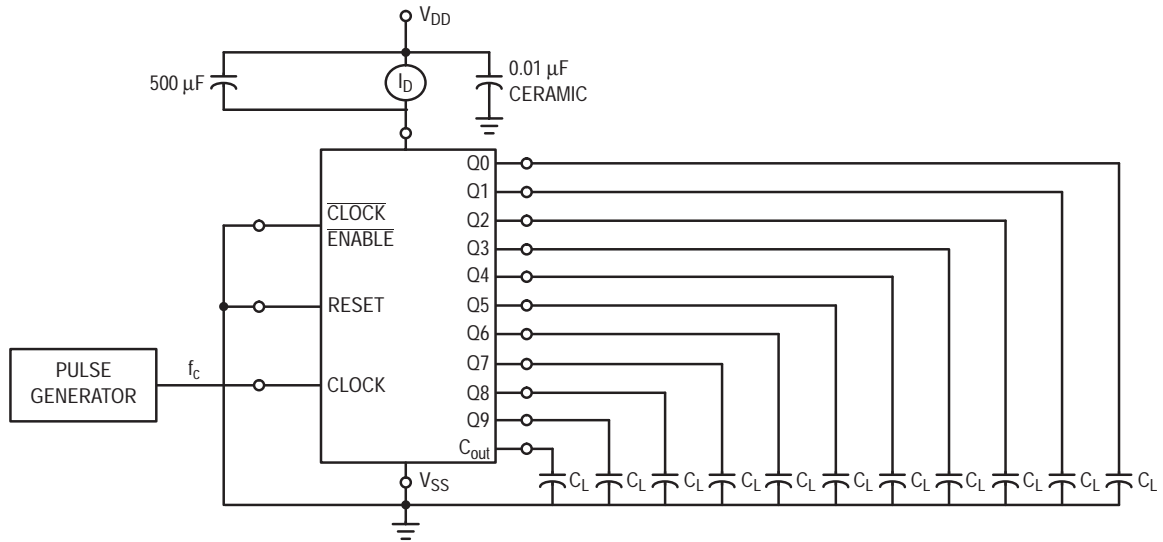 V_DD
500 μF
I_D
0.01 μF
CERAMIC
CLOCK
ENABLE
RESET
CLOCK
PULSE
GENERATOR
f_c
Q0
Q1
Q2
Q3
Q4
Q5
Q6
Q7
Q8
Q9
C_out
V_SS
C_L
C_L
C_L
C_L
C_L
C_L
C_L
C_L
C_L
C_L
C_L